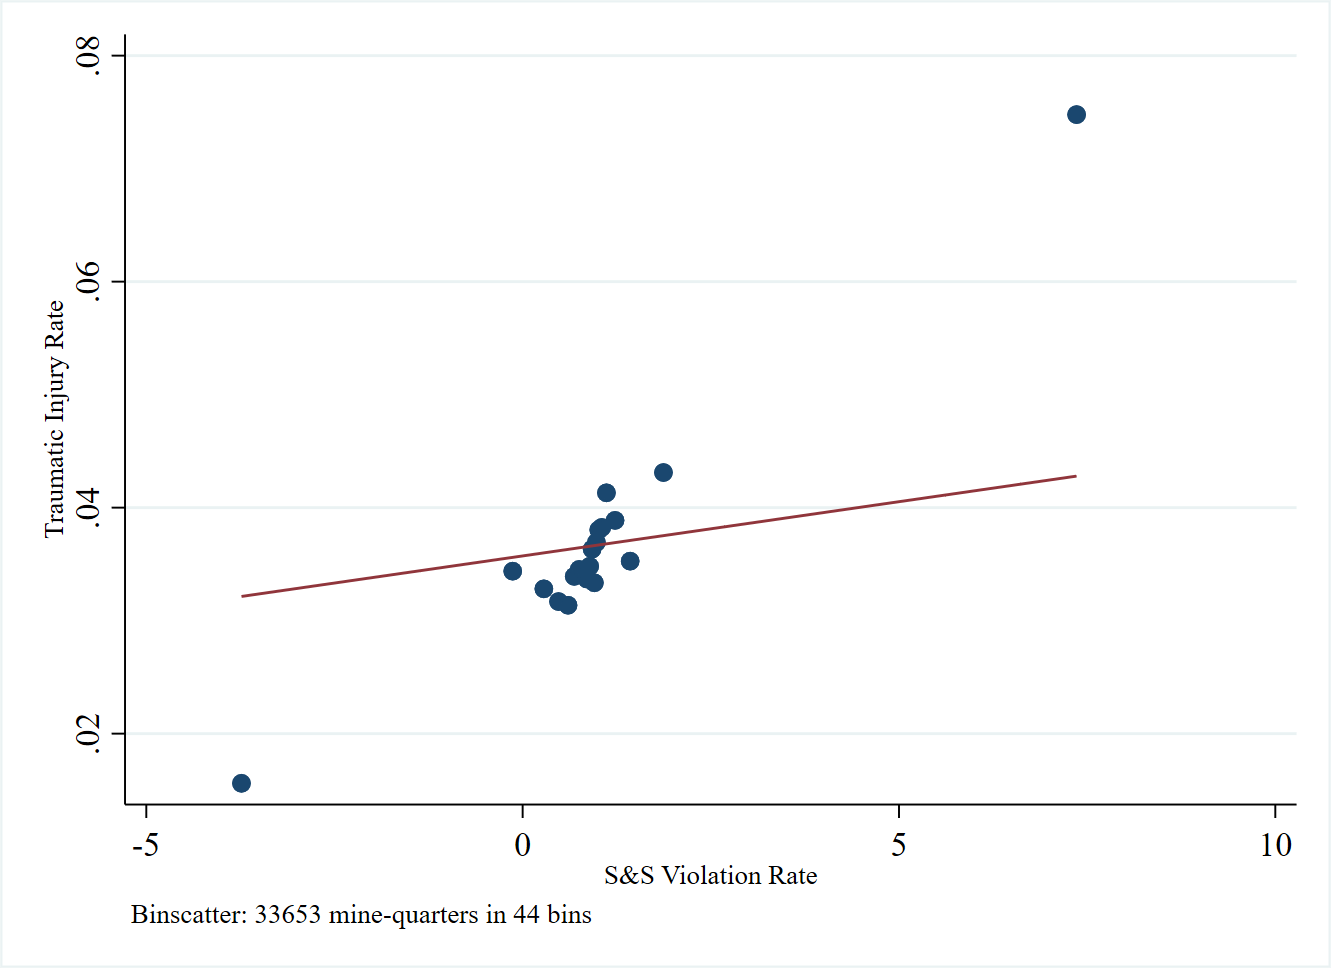 .08
.06
.04
.02
Traumatic Injury Rate
-5
0
5
10
S&S Violation Rate
Binscatter: 33653 mine-quarters in 44 bins